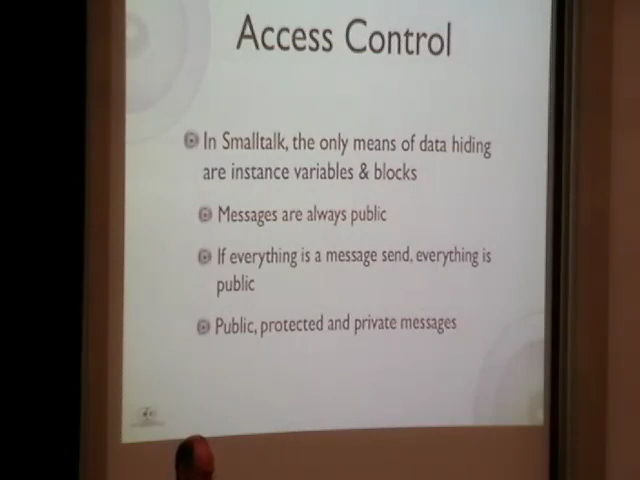 Access Control
In Smalltalk, the only means of data hiding
are instance variables & blocks
Messages are always public
If everything is a message send, everything is
public
Public, protected and private messages